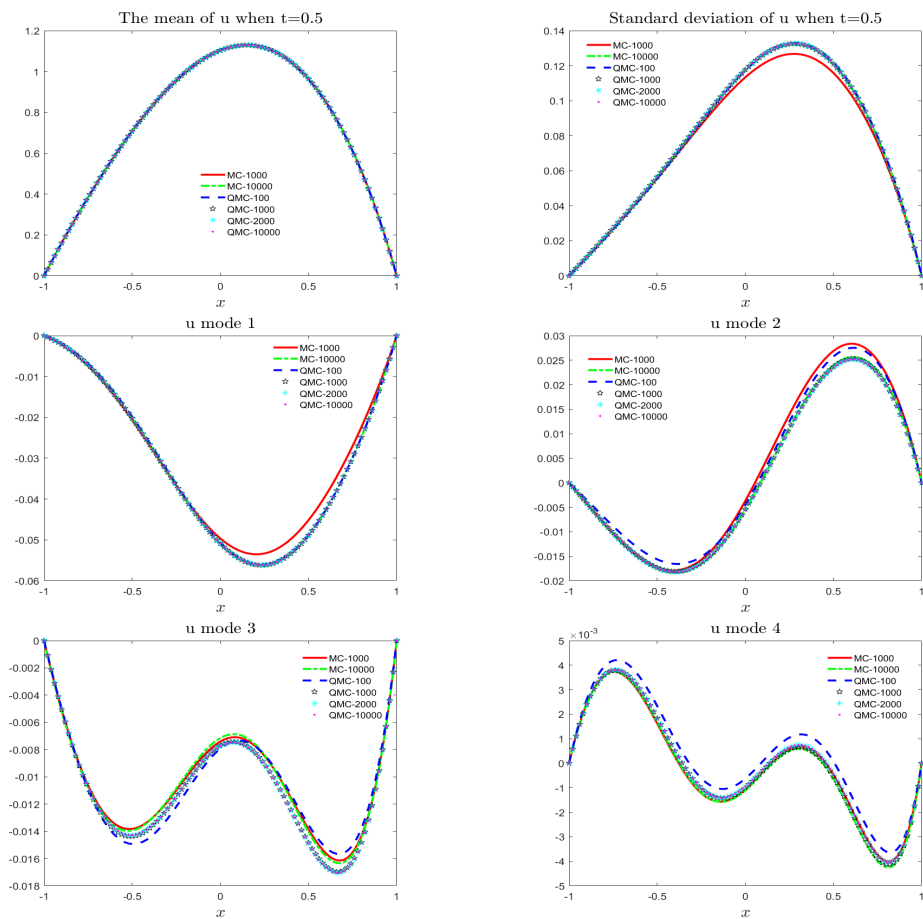 The mean of u when t=0.5
1.2
1
0.8
0.6
0.4
0.2
0
MC-1000
MC-10000
QMC-100
QMC-1000
QMC-2000
QMC-10000
-1 -0.5 0 0.5 1
x
Standard deviation of u when t=0.5
0.14
0.12
0.1
0.08
0.06
0.04
0.02
0
MC-1000
MC-10000
QMC-100
QMC-1000
QMC-2000
QMC-10000
-1 -0.5 0 0.5 1
x
u mode 1
0
-0.01
-0.02
-0.03
-0.04
-0.05
-0.06
MC-1000
MC-10000
QMC-100
QMC-1000
QMC-2000
QMC-10000
-1 -0.5 0 0.5 1
x
u mode 2
0.03
0.025
0.02
0.015
0.01
0.005
0
-0.005
-0.01
-0.015
-0.02
MC-1000
MC-10000
QMC-100
QMC-1000
QMC-2000
QMC-10000
-1 -0.5 0 0.5 1
x
u mode 3
0
-0.002
-0.004
-0.006
-0.008
-0.01
-0.012
-0.014
-0.016
-0.018
MC-1000
MC-10000
QMC-100
QMC-1000
QMC-2000
QMC-10000
-1 -0.5 0 0.5 1
x
u mode 4
×10⁻³
5
4
3
2
1
0
-1
-2
-3
-4
-5
MC-1000
MC-10000
QMC-100
QMC-1000
QMC-2000
QMC-10000
-1 -0.5 0 0.5 1
x